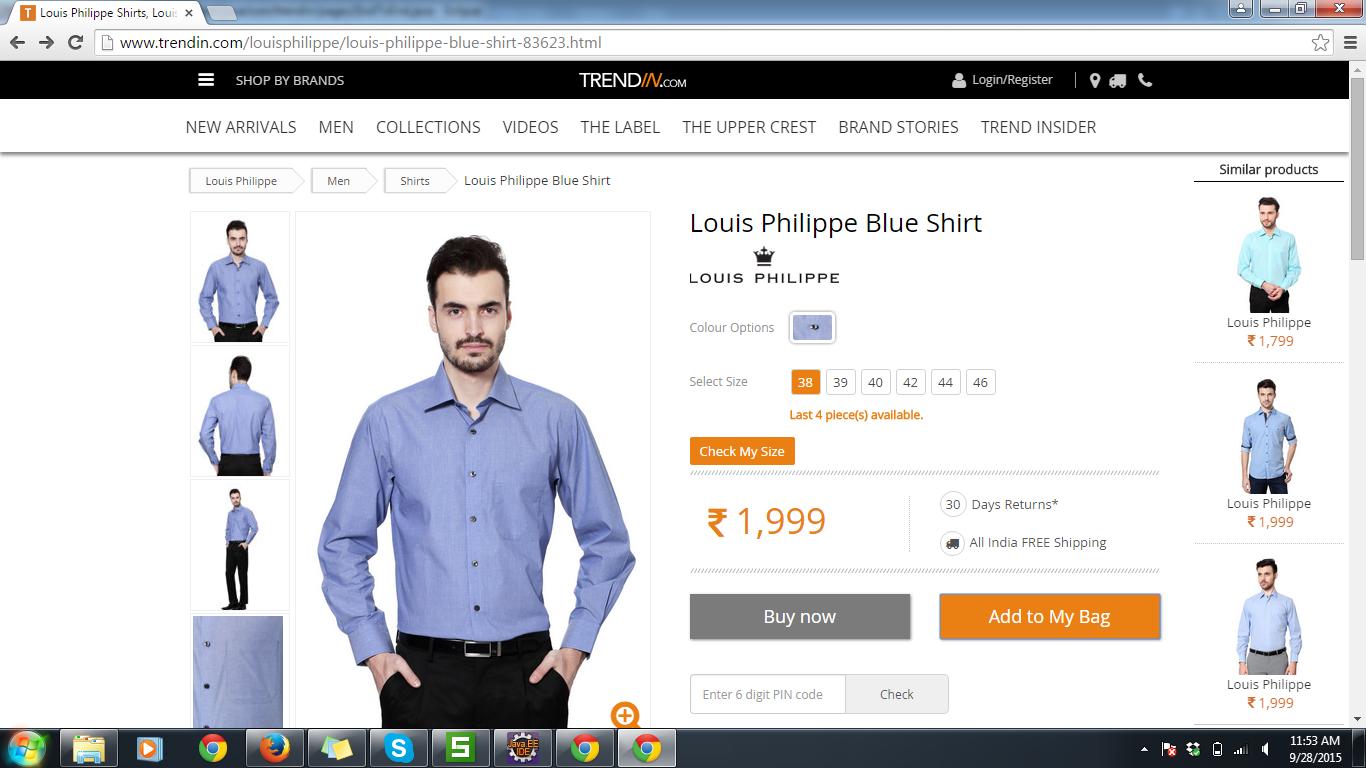 Louis Philippe Shirts, Loui
www.trendin.com/louisphilippe/louis-philippe-blue-shirt-83623.html
SHOP BY BRANDS
TRENDIN.COM
Login/Register
NEW ARRIVALS MEN COLLECTIONS VIDEOS THE LABEL THE UPPER CREST BRAND STORIES TREND INSIDER
Louis Philippe Men Shirts Louis Philippe Blue Shirt
Louis Philippe Blue Shirt
LOUIS PHILIPPE
Colour Options
Select Size 38 39 40 42 44 46
Last 4 piece(s) available.
Check My Size
₹ 1,999
30 Days Returns*
All India FREE Shipping
Buy now Add to My Bag
Enter 6 digit PIN code Check
Similar products
Louis Philippe
₹ 1,799
Louis Philippe
₹ 1,999
Louis Philippe
₹ 1,999
S
Java EE
IDE
11:53 AM
9/28/2015